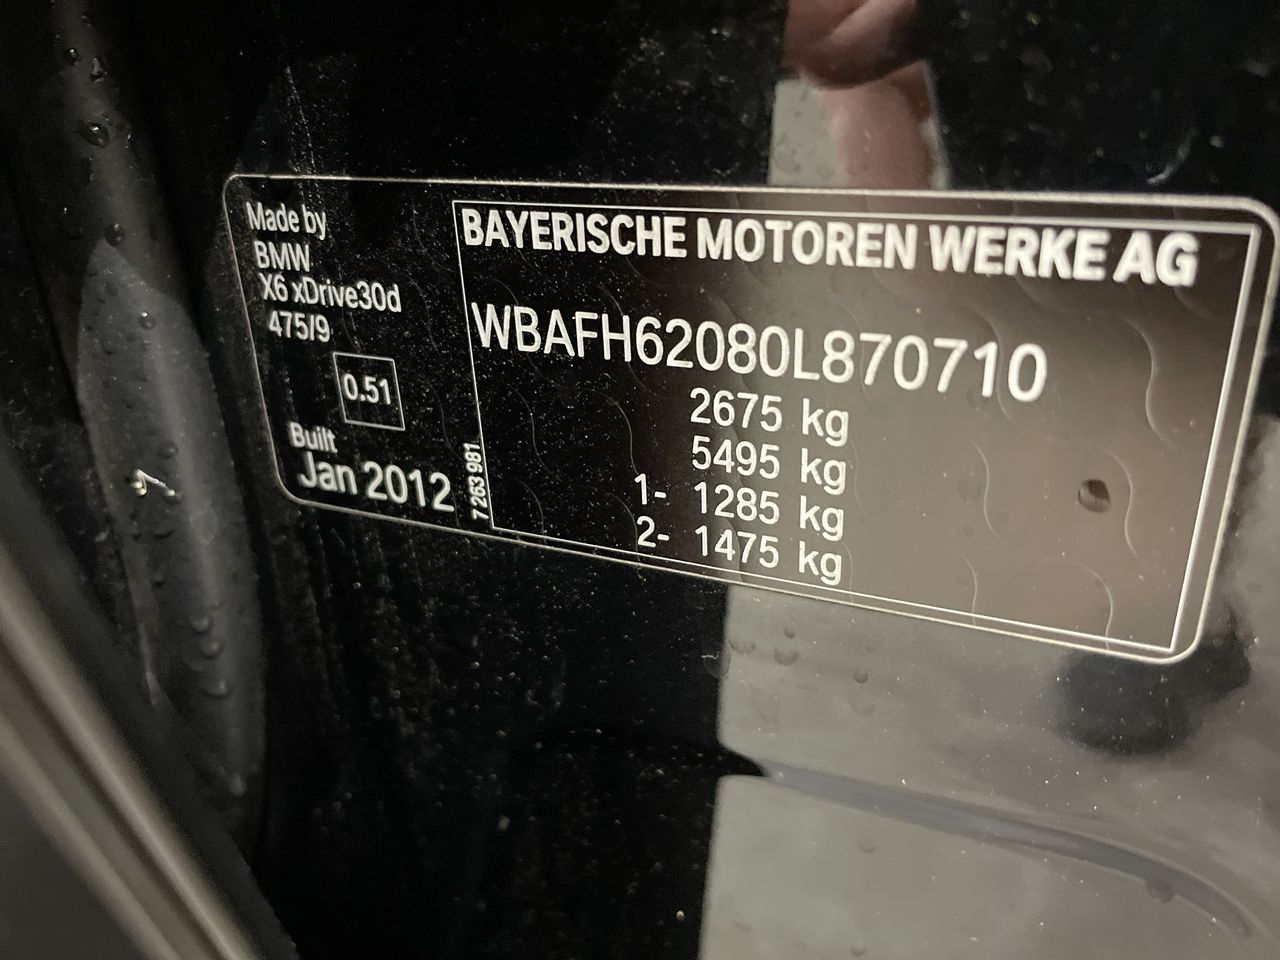 Made by
BMW
X6 xDrive30d
475/9
0.51
Built
Jan 2012
7 263 981
BAYERISCHE MOTOREN WERKE AG
WBAFH62080L870710
2675 kg
5495 kg
1- 1285 kg
2- 1475 kg